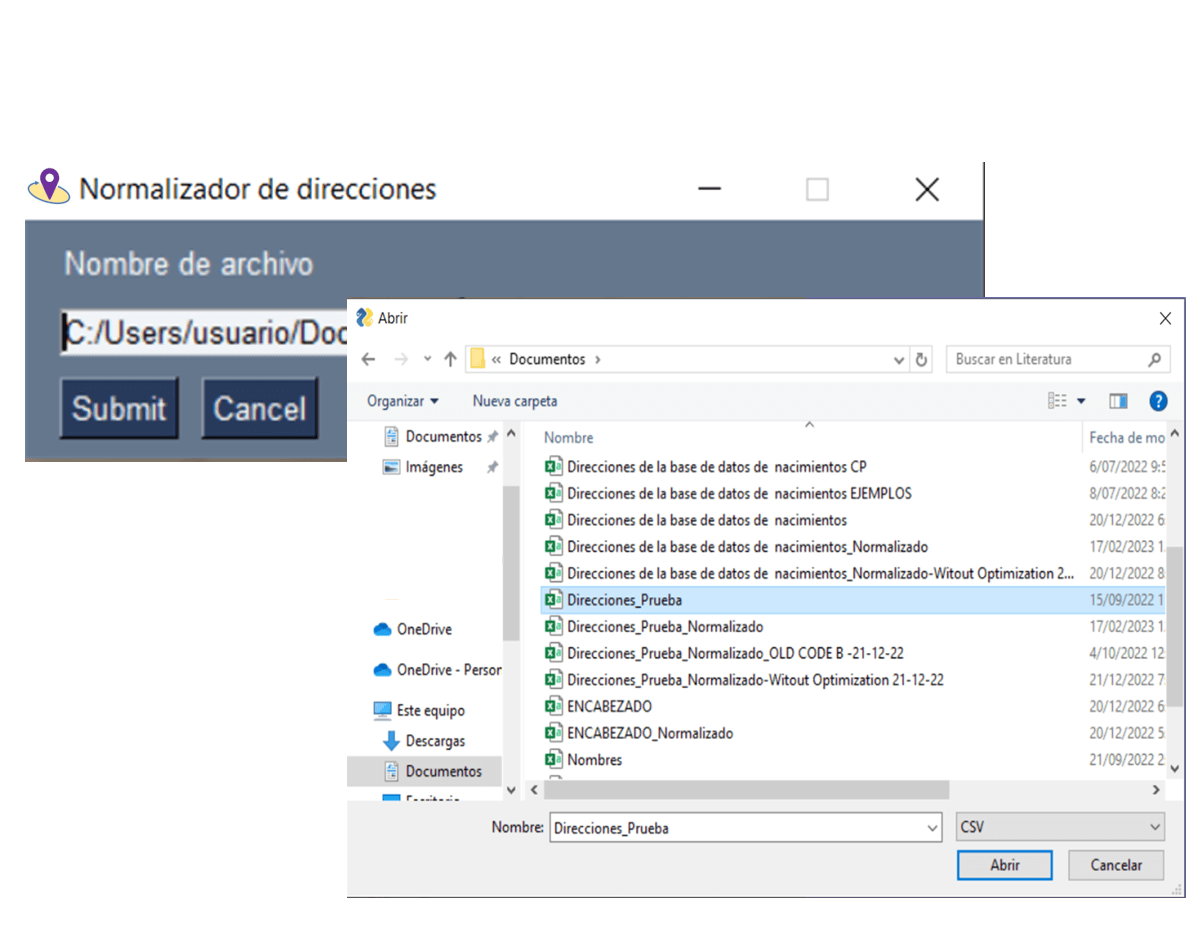 Normalizador de direcciones
Nombre de archivo
C:/Users/usuario/Doc
Submit Cancel
Abrir
« Documentos ›
Buscar en Literatura
Organizar Nueva carpeta
Documentos
Imágenes
OneDrive
OneDrive - Person
Este equipo
Descargas
Documentos
Escritorio
Nombre Fecha de mo
Direcciones de la base de datos de nacimientos CP 6/07/2022 9:5
Direcciones de la base de datos de nacimientos EJEMPLOS 8/07/2022 8:2
Direcciones de la base de datos de nacimientos 20/12/2022 6:
Direcciones de la base de datos de nacimientos_Normalizado 17/02/2023 1
Direcciones de la base de datos de nacimientos_Normalizado-Witout Optimization 2... 20/12/2022 8
Direcciones_Prueba 15/09/2022 1
Direcciones_Prueba_Normalizado 17/02/2023 1
Direcciones_Prueba_Normalizado_OLD CODE B -21-12-22 4/10/2022 12
Direcciones_Prueba_Normalizado-Witout Optimization 21-12-22 21/12/2022 7
ENCABEZADO 20/12/2022 6
ENCABEZADO_Normalizado 20/12/2022 5
Nombres 21/09/2022 2
Nombre: Direcciones_Prueba CSV
Abrir Cancelar